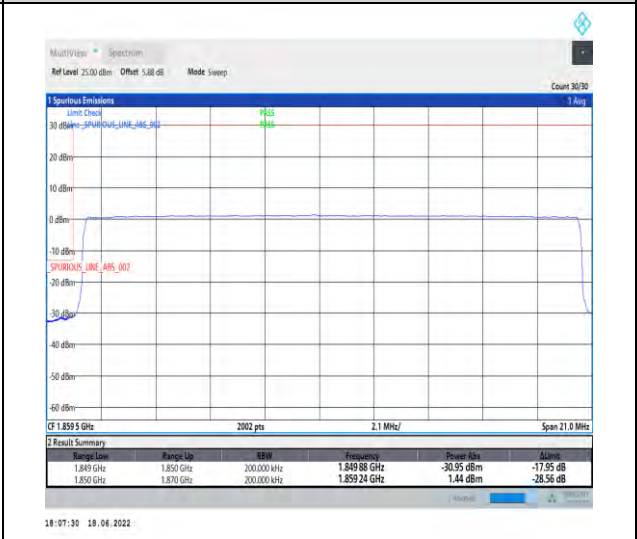 MultiView Spectrum
Ref Level 25.00 dBm Offset 5.88 dB Mode Sweep
Count 30/30
1 Spurious Emissions 1 Avg
Limit Check PASS
30 dBm Line _SPURIOUS_LINE_ABS_002 PASS
20 dBm
10 dBm
0 dBm
-10 dBm
_SPURIOUS_LINE_ABS_002
-20 dBm
-30 dBm
-40 dBm
-50 dBm
-60 dBm
CF 1.859 5 GHz 2002 pts 2.1 MHz/ Span 21.0 MHz
2 Result Summary
Range Low Range Up RBW Frequency Power Abs ΔLimit
1.849 GHz 1.850 GHz 200.000 kHz 1.849 88 GHz -30.95 dBm -17.95 dB
1.850 GHz 1.870 GHz 200.000 kHz 1.859 24 GHz 1.44 dBm -28.56 dB
18:07:30 18.06.2022